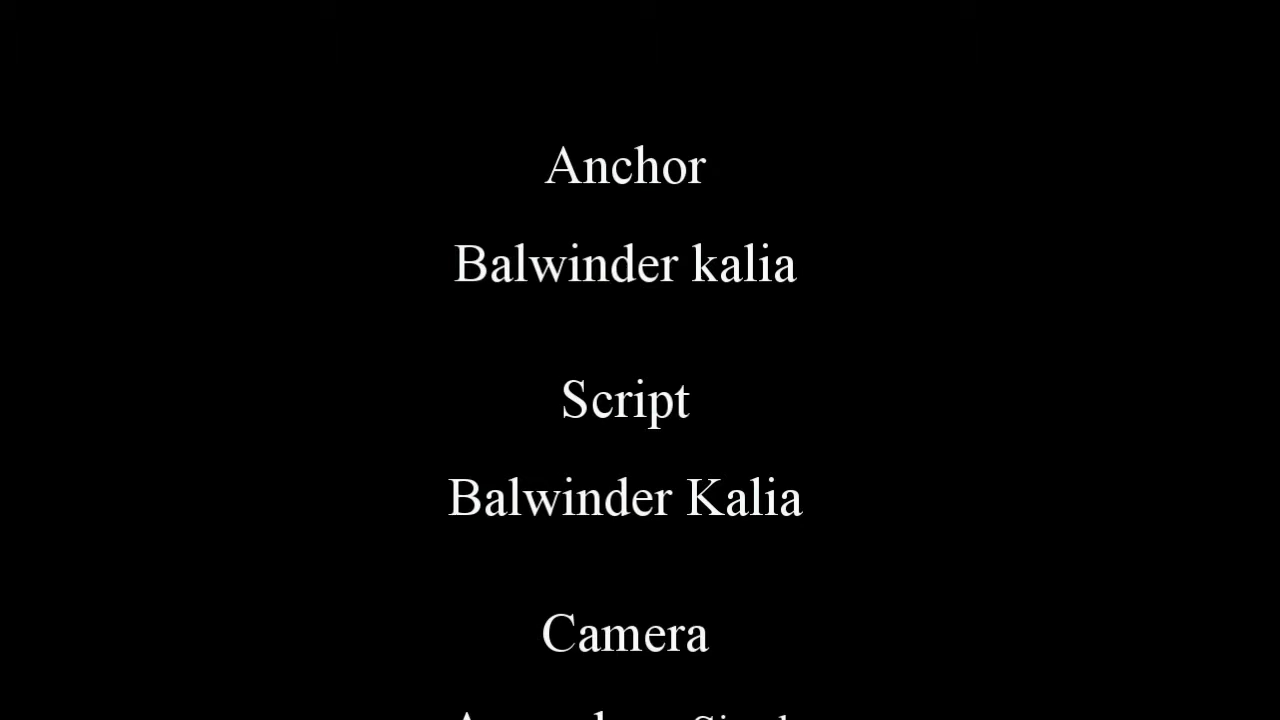 Anchor
Balwinder kalia
Script
Balwinder Kalia
Camera